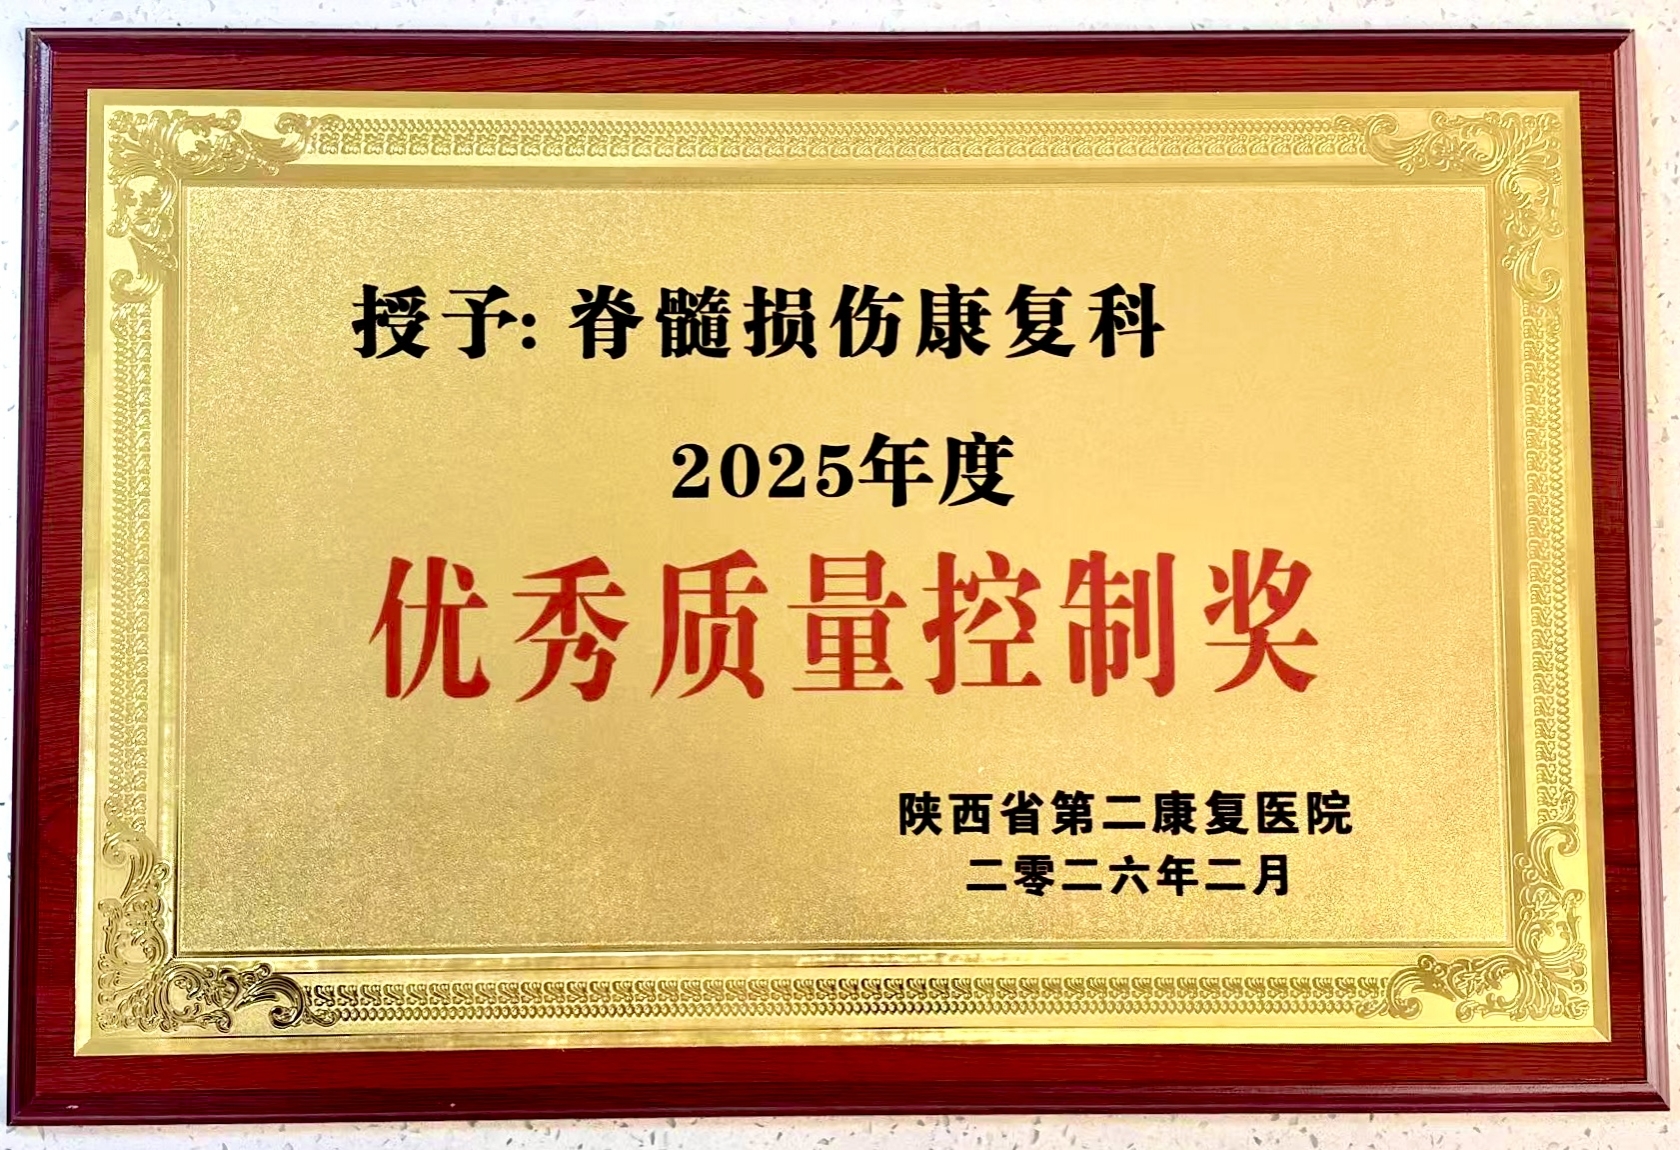 授予: 脊髓损伤康复科
2025年度
优秀质量控制奖
陕西省第二康复医院
二零二六年二月